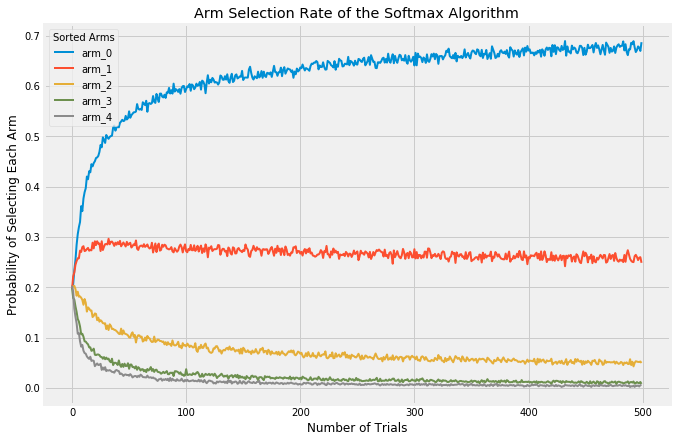 Arm Selection Rate of the Softmax Algorithm
Sorted Arms
arm_0
arm_1
arm_2
arm_3
arm_4
Probability of Selecting Each Arm
0.7
0.6
0.5
0.4
0.3
0.2
0.1
0.0
0 100 200 300 400 500
Number of Trials